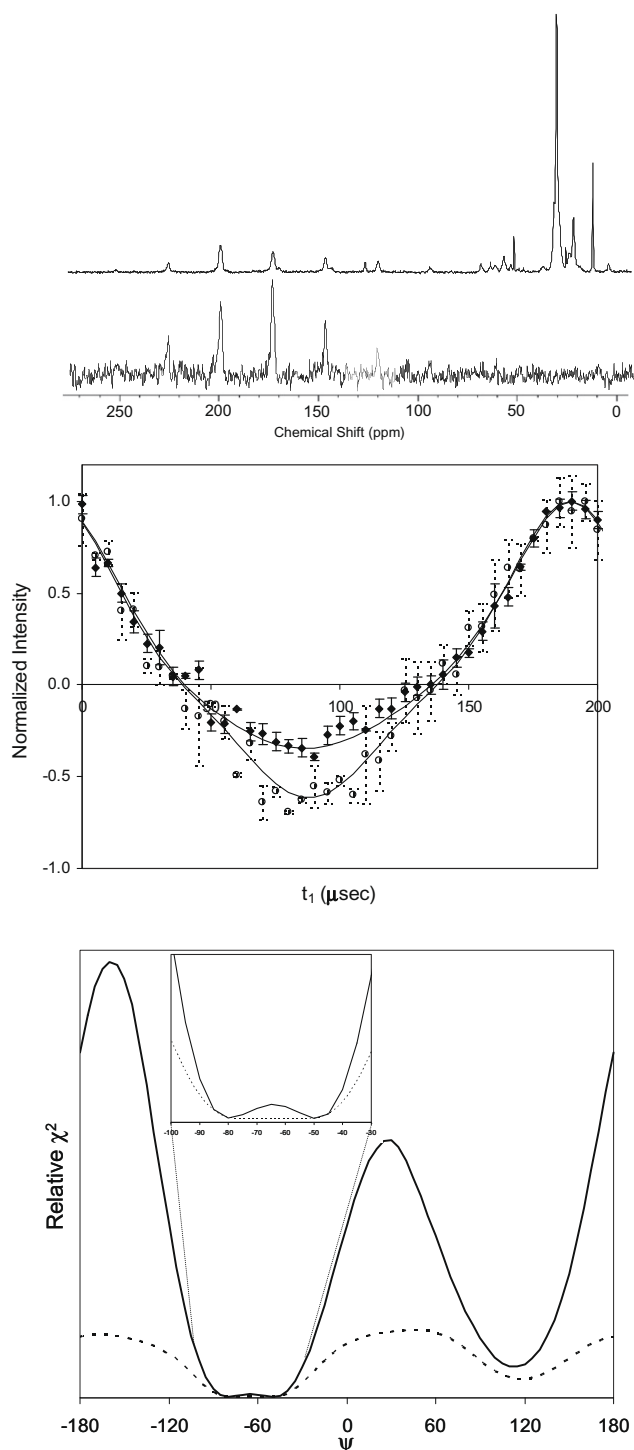 250 200 150 100 50 0
Chemical Shift (ppm)
1.0
0.5
0.0
-0.5
-1.0
0 50 100 150 200
Normalized Intensity
t1 (μsec)
Relative χ2
-100 -90 -80 -70 -60 -50 -40 -30
-180 -120 -60 0 60 120 180
Ψ